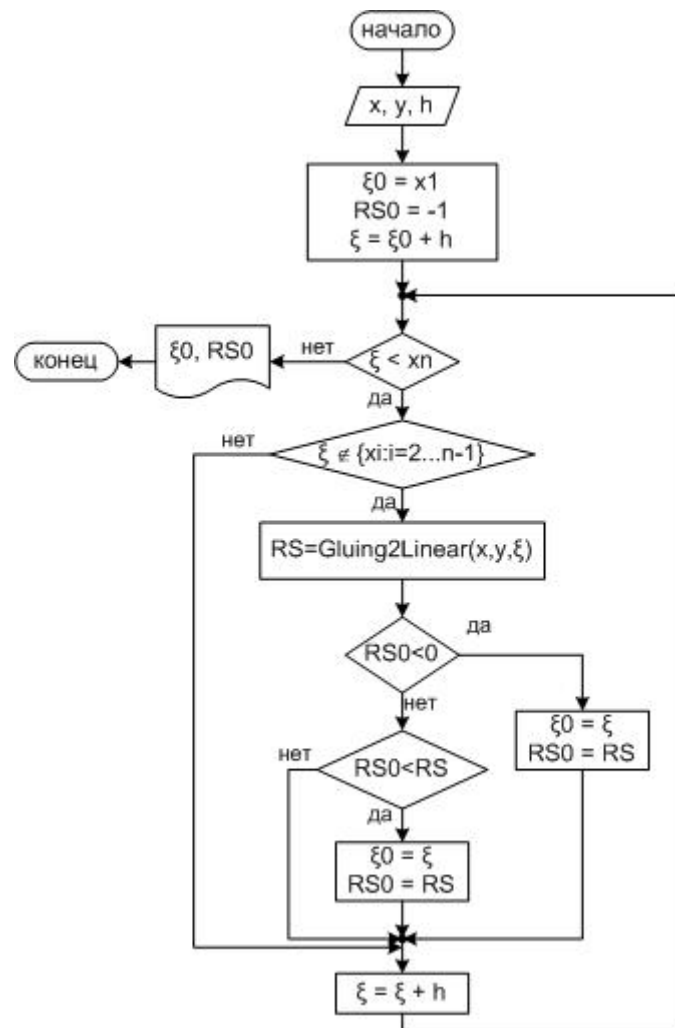 начало
x, y, h
ξ0 = x1
RS0 = -1
ξ = ξ0 + h
конец
ξ0, RS0
нет
ξ < xn
да
нет
ξ ∉ {xi:i=2...n-1}
да
RS=Gluing2Linear(x,y,ξ)
RS0<0
да
нет
ξ0 = ξ
RS0 = RS
нет
RS0<RS
да
ξ0 = ξ
RS0 = RS
ξ = ξ + h